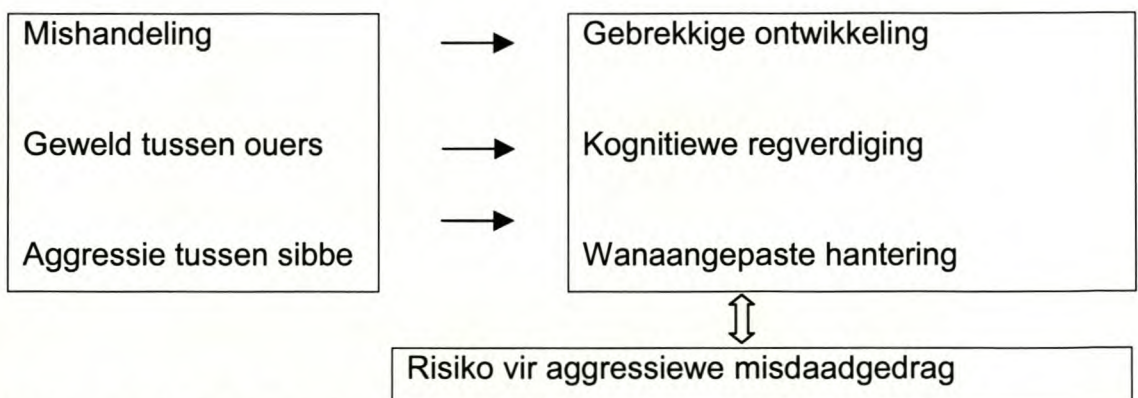 Mishandeling
Gebrekkige ontwikkeling
Geweld tussen ouers
Kognitiewe regverdiging
Aggressie tussen sibbe
Wanaangepaste hantering
Risiko vir aggressiewe misdaadgedrag